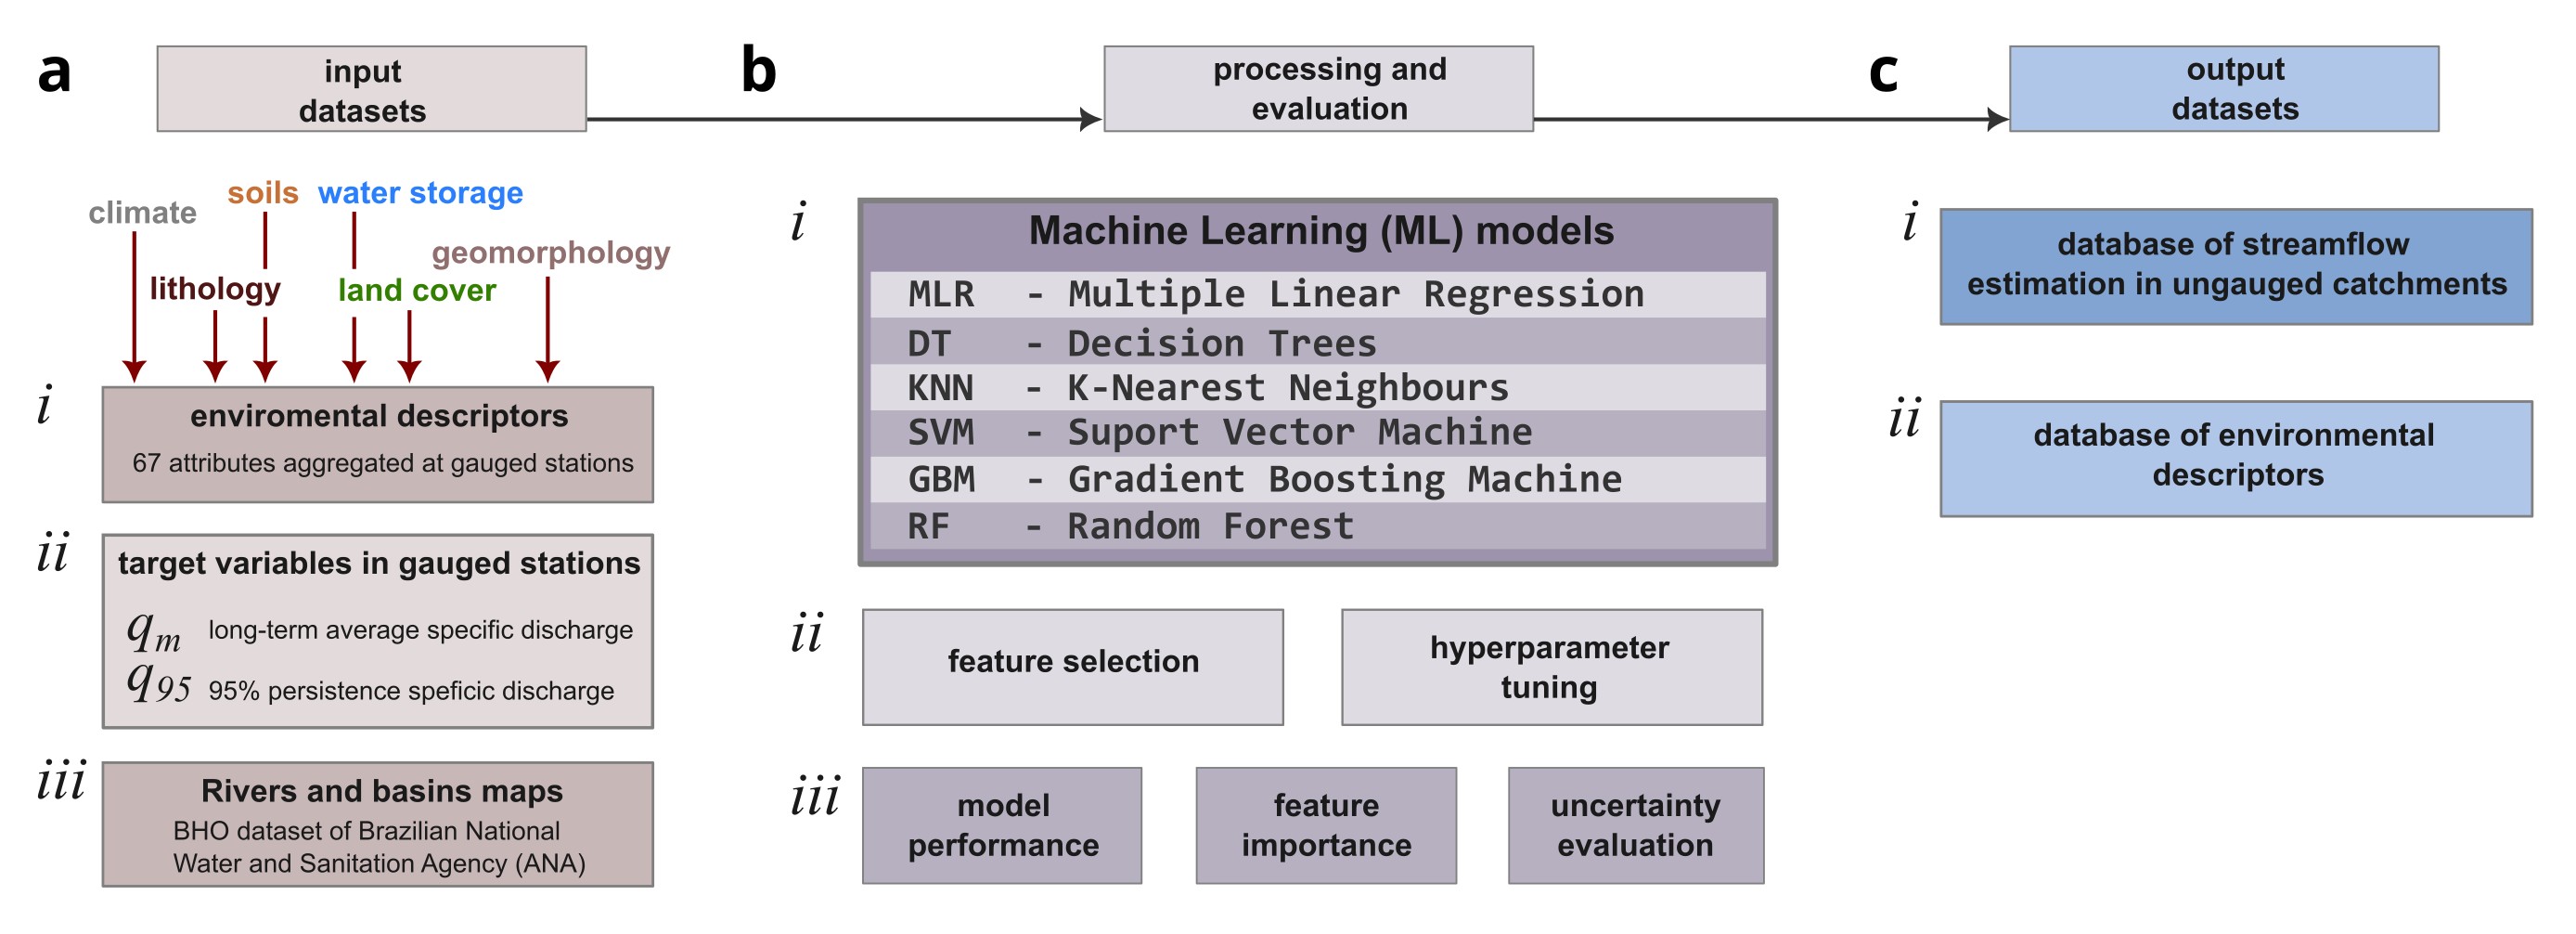 a
input
datasets
climate
soils
water storage
geomorphology
lithology
land cover
i
enviromental descriptors
67 attributes aggregated at gauged stations
ii
target variables in gauged stations
qm long-term average specific discharge
q95 95% persistence speficic discharge
iii
Rivers and basins maps
BHO dataset of Brazilian National
Water and Sanitation Agency (ANA)
b
processing and
evaluation
i
Machine Learning (ML) models
MLR - Multiple Linear Regression
DT - Decision Trees
KNN - K-Nearest Neighbours
SVM - Suport Vector Machine
GBM - Gradient Boosting Machine
RF - Random Forest
ii
feature selection
hyperparameter
tuning
iii
model
performance
feature
importance
uncertainty
evaluation
c
output
datasets
i
database of streamflow
estimation in ungauged catchments
ii
database of environmental
descriptors